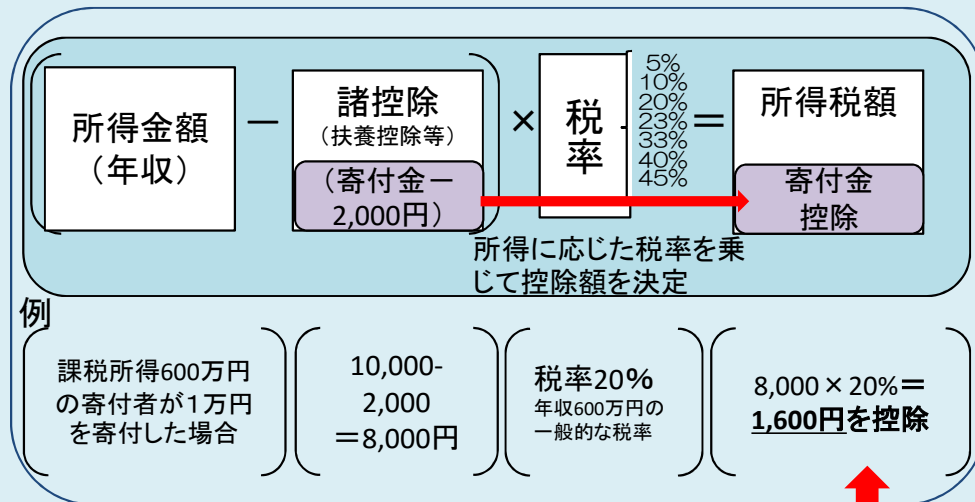 所得金額
（年収）
－
諸控除
（扶養控除等）
（寄付金－
2,000円）
×
税
率
5%
10%
20%
23%
33%
40%
45%
＝
所得税額
寄付金
控除
所得に応じた税率を乗
じて控除額を決定
例
課税所得600万円
の寄付者が１万円
を寄付した場合
10,000-
2,000
＝8,000円
税率20%
年収600万円の
一般的な税率
8,000×20%＝
1,600円を控除